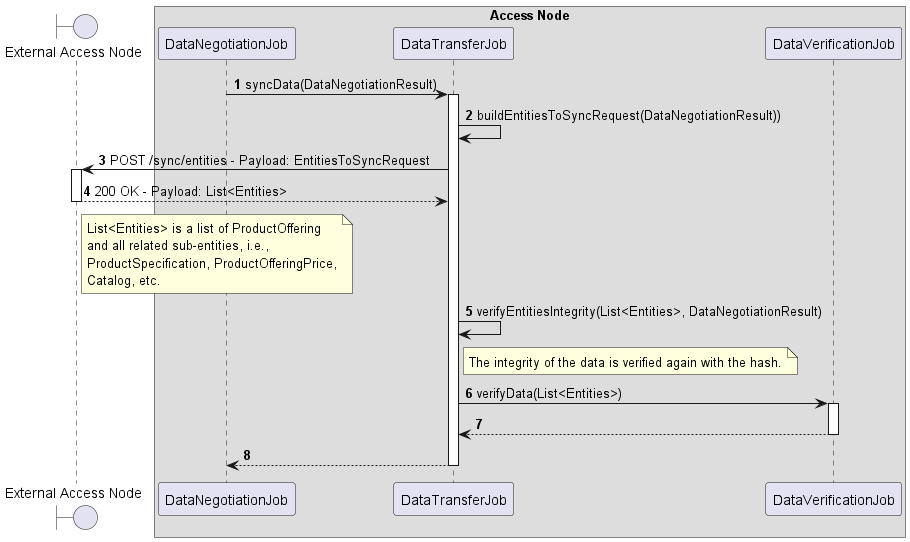 Access Node
External Access Node
DataNegotiationJob
DataTransferJob
DataVerificationJob
1 syncData(DataNegotiationResult)
2 buildEntitiesToSyncRequest(DataNegotiationResult))
3 POST /sync/entities - Payload: EntitiesToSyncRequest
4 200 OK - Payload: List<Entities>
List<Entities> is a list of ProductOffering
and all related sub-entities, i.e.,
ProductSpecification, ProductOfferingPrice,
Catalog, etc.
5 verifyEntitiesIntegrity(List<Entities>, DataNegotiationResult)
The integrity of the data is verified again with the hash.
6 verifyData(List<Entities>)
7
8
External Access Node
DataNegotiationJob
DataTransferJob
DataVerificationJob